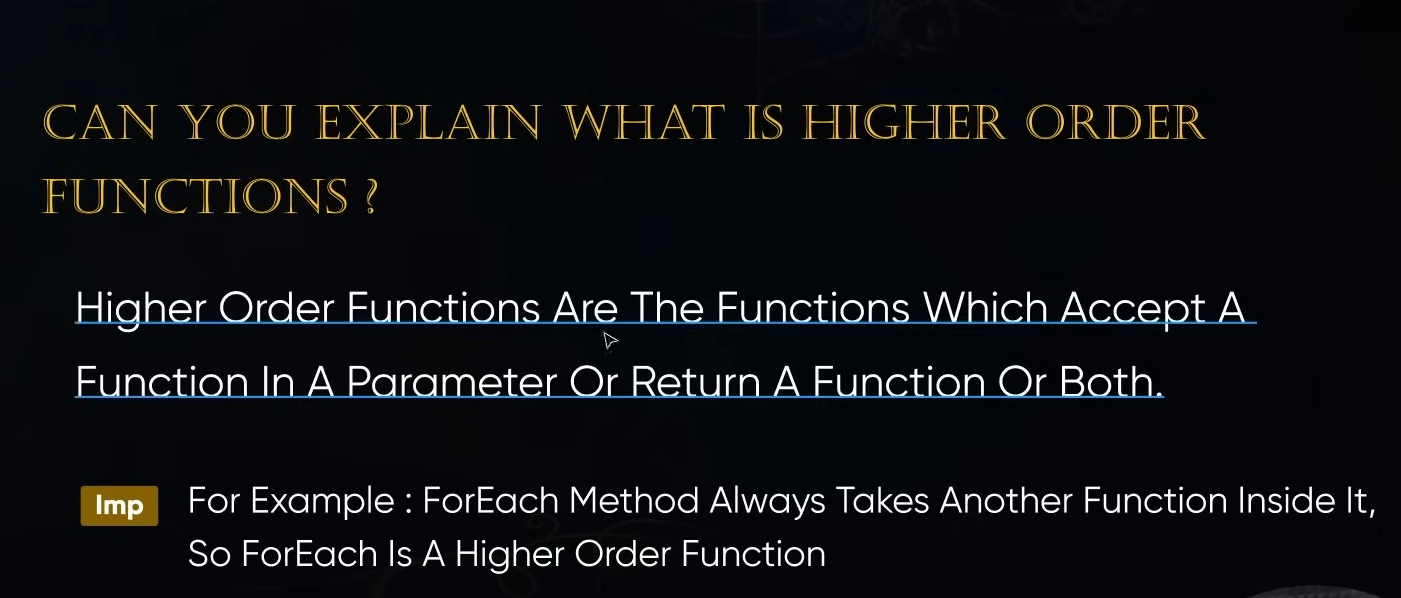 CAN YOU EXPLAIN WHAT IS HIGHER ORDER
FUNCTIONS ?
Higher Order Functions Are The Functions Which Accept A
Function In A Parameter Or Return A Function Or Both.
Imp For Example : ForEach Method Always Takes Another Function Inside It,
So ForEach Is A Higher Order Function